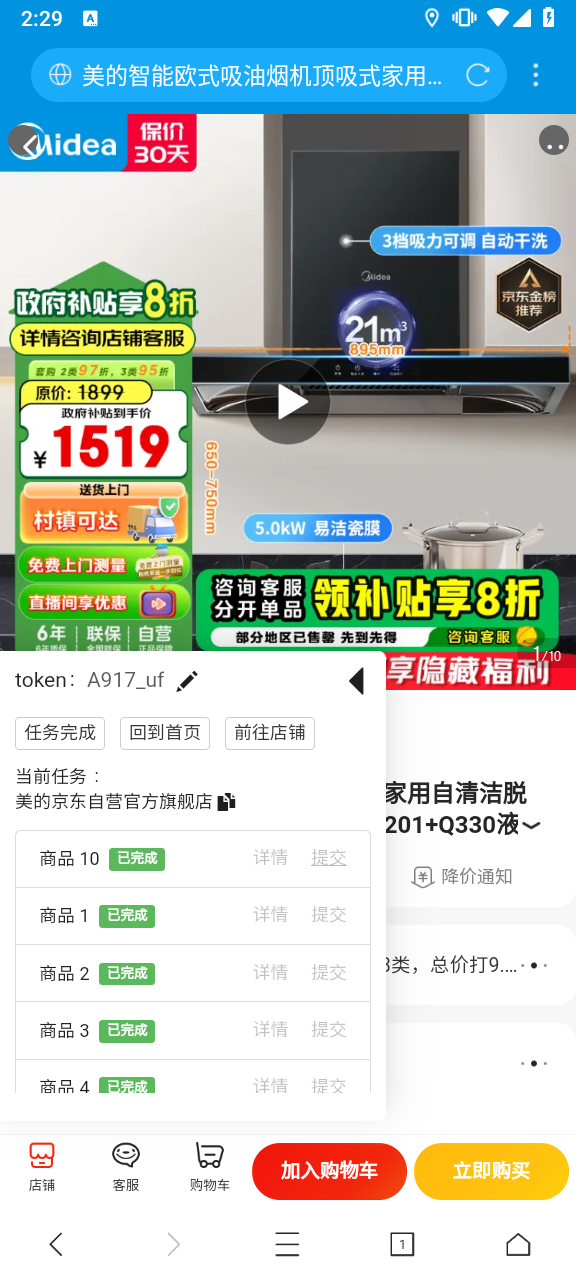 2:29
美的智能欧式吸油烟机顶吸式家用...
Midea
保价
30天
3档吸力可调 自动干洗
Midea
京东金榜
推荐
政府补贴享8折
详情咨询店铺客服
21m³
895mm
套购 2类97折，3类95折
原价: 1899
政府补贴到手价
¥1519
650-750mm
送货上门
村镇可达
5.0kW 易洁瓷膜
免费上门测量
直播间享优惠
咨询客服
分开单品
领补贴享8折
6年 联保 自营
部分地区已售罄 先到先得
咨询客服
1/10
享隐藏福利
token: A917_uf
任务完成
回到首页
前往店铺
当前任务：
美的京东自营官方旗舰店
家用自清洁脱
201+Q330液
商品 10 已完成 详情 提交
降价通知
商品 1 已完成 详情 提交
商品 2 已完成 详情 提交
3类，总价打9....
商品 3 已完成 详情 提交
商品 4 已完成 详情 提交
店铺
客服
购物车
加入购物车
立即购买
1